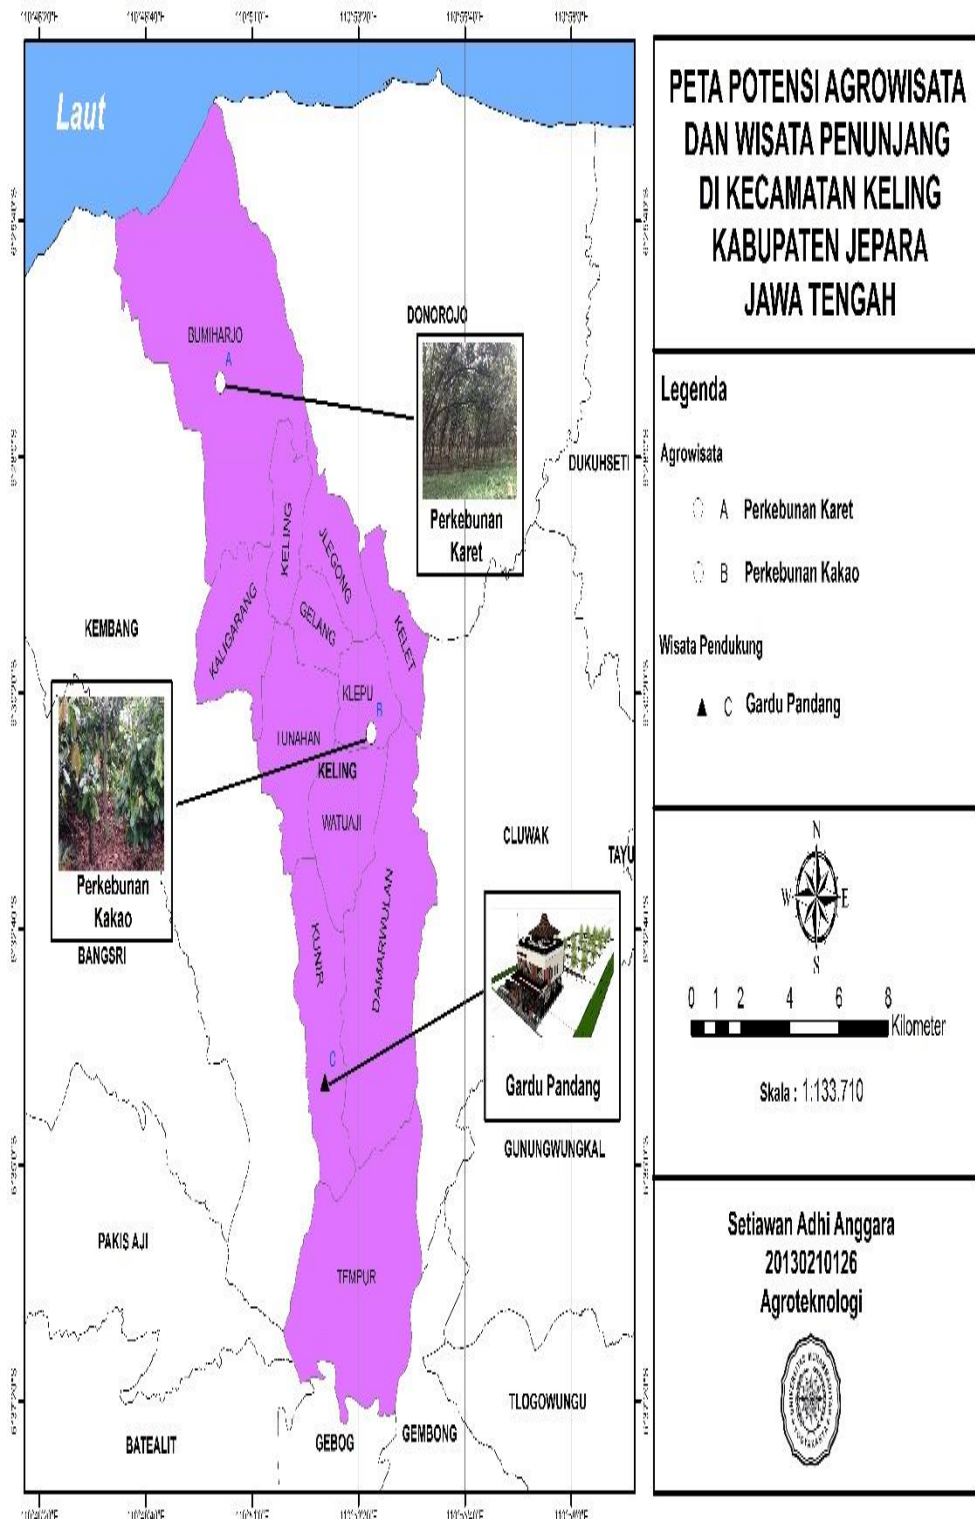 Laut
DONOROJO
BUMIHARJO
A
Perkebunan
Karet
DUKUHSETI
KELING
JLEGONG
GELANG
KALIGARANG
KELET
KEMBANG
KLEPU
B
TUNAHAN
KELING
WATUAJI
Perkebunan
Kakao
CLUWAK
TAYU
BANGSRI
KUNIR
DAMARWULAN
C
Gardu Pandang
GUNUNGWUNGKAL
PAKIS AJI
TEMPUR
TLOGOWUNGU
BATEALIT
GEBOG
GEMBONG
PETA POTENSI AGROWISATA
DAN WISATA PENUNJANG
DI KECAMATAN KELING
KABUPATEN JEPARA
JAWA TENGAH
Legenda
Agrowisata
A Perkebunan Karet
B Perkebunan Kakao
Wisata Pendukung
C Gardu Pandang
N
W E
S
0 1 2 4 6 8
Kilometer
Skala : 1:133.710
Setiawan Adhi Anggara
20130210126
Agroteknologi